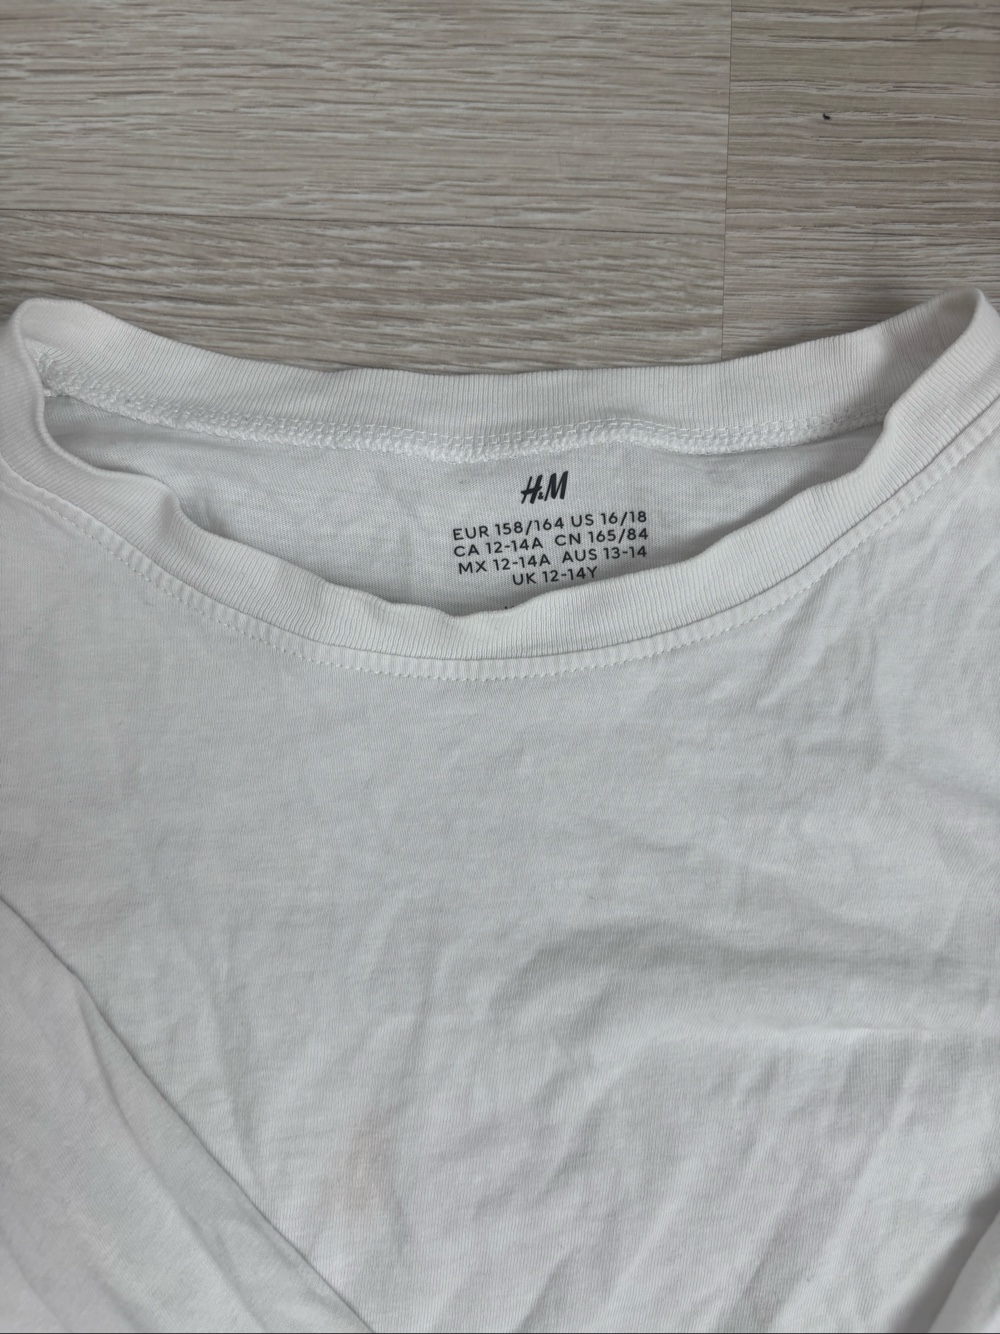 H&M
EUR 158/164 US 16/18
CA 12-14A CN 165/84
MX 12-14A AUS 13-14
UK 12-14Y